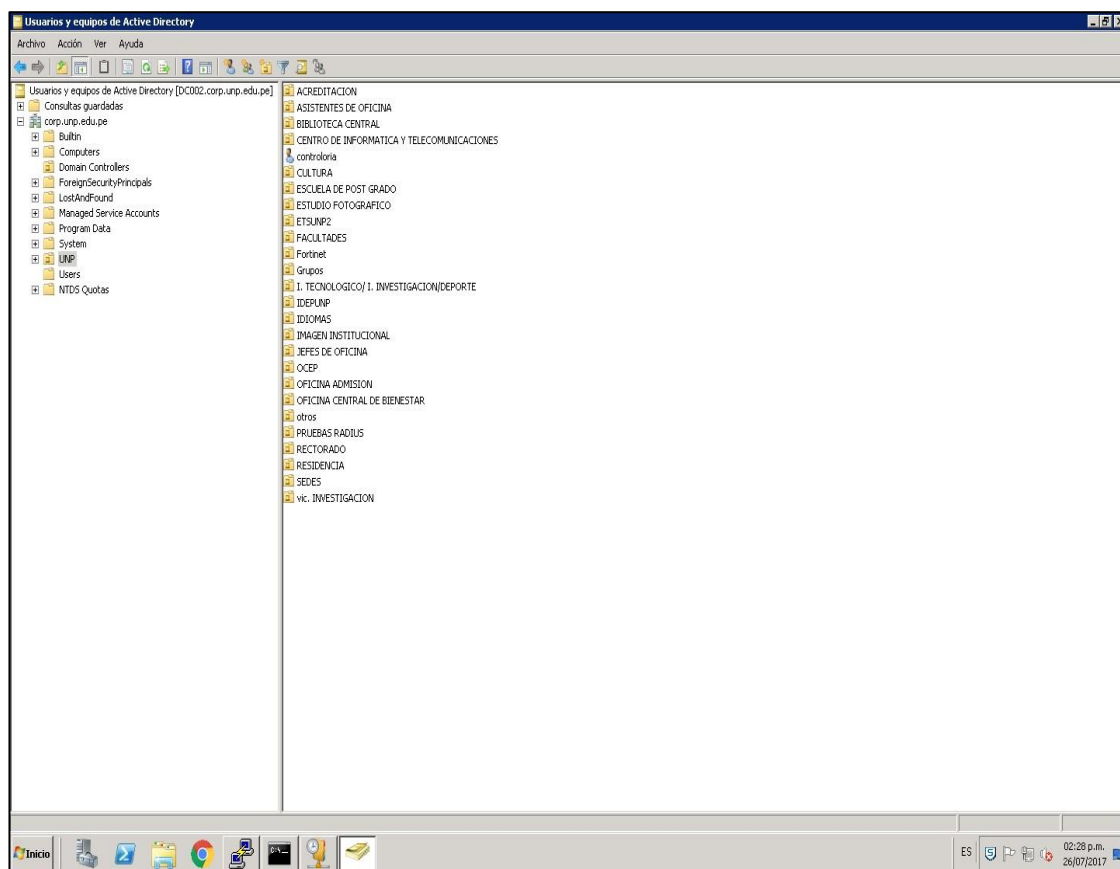 Usuarios y equipos de Active Directory
Archivo Acción Ver Ayuda
Usuarios y equipos de Active Directory [DC002.corp.unp.edu.pe]
Consultas guardadas
corp.unp.edu.pe
Builtin
Computers
Domain Controllers
ForeignSecurityPrincipals
LostAndFound
Managed Service Accounts
Program Data
System
UNP
Users
NTDS Quotas
ACREDITACION
ASISTENTES DE OFICINA
BIBLIOTECA CENTRAL
CENTRO DE INFORMATICA Y TELECOMUNICACIONES
controloria
CULTURA
ESCUELA DE POST GRADO
ESTUDIO FOTOGRAFICO
ETSUNP2
FACULTADES
Fortinet
Grupos
I. TECNOLOGICO/ I. INVESTIGACION/DEPORTE
IDEPUNP
IDIOMAS
IMAGEN INSTITUCIONAL
JEFES DE OFICINA
OCEP
OFICINA ADMISION
OFICINA CENTRAL DE BIENESTAR
otros
PRUEBAS RADIUS
RECTORADO
RESIDENCIA
SEDES
vic. INVESTIGACION
Inicio
ES
02:28 p.m.
26/07/2017